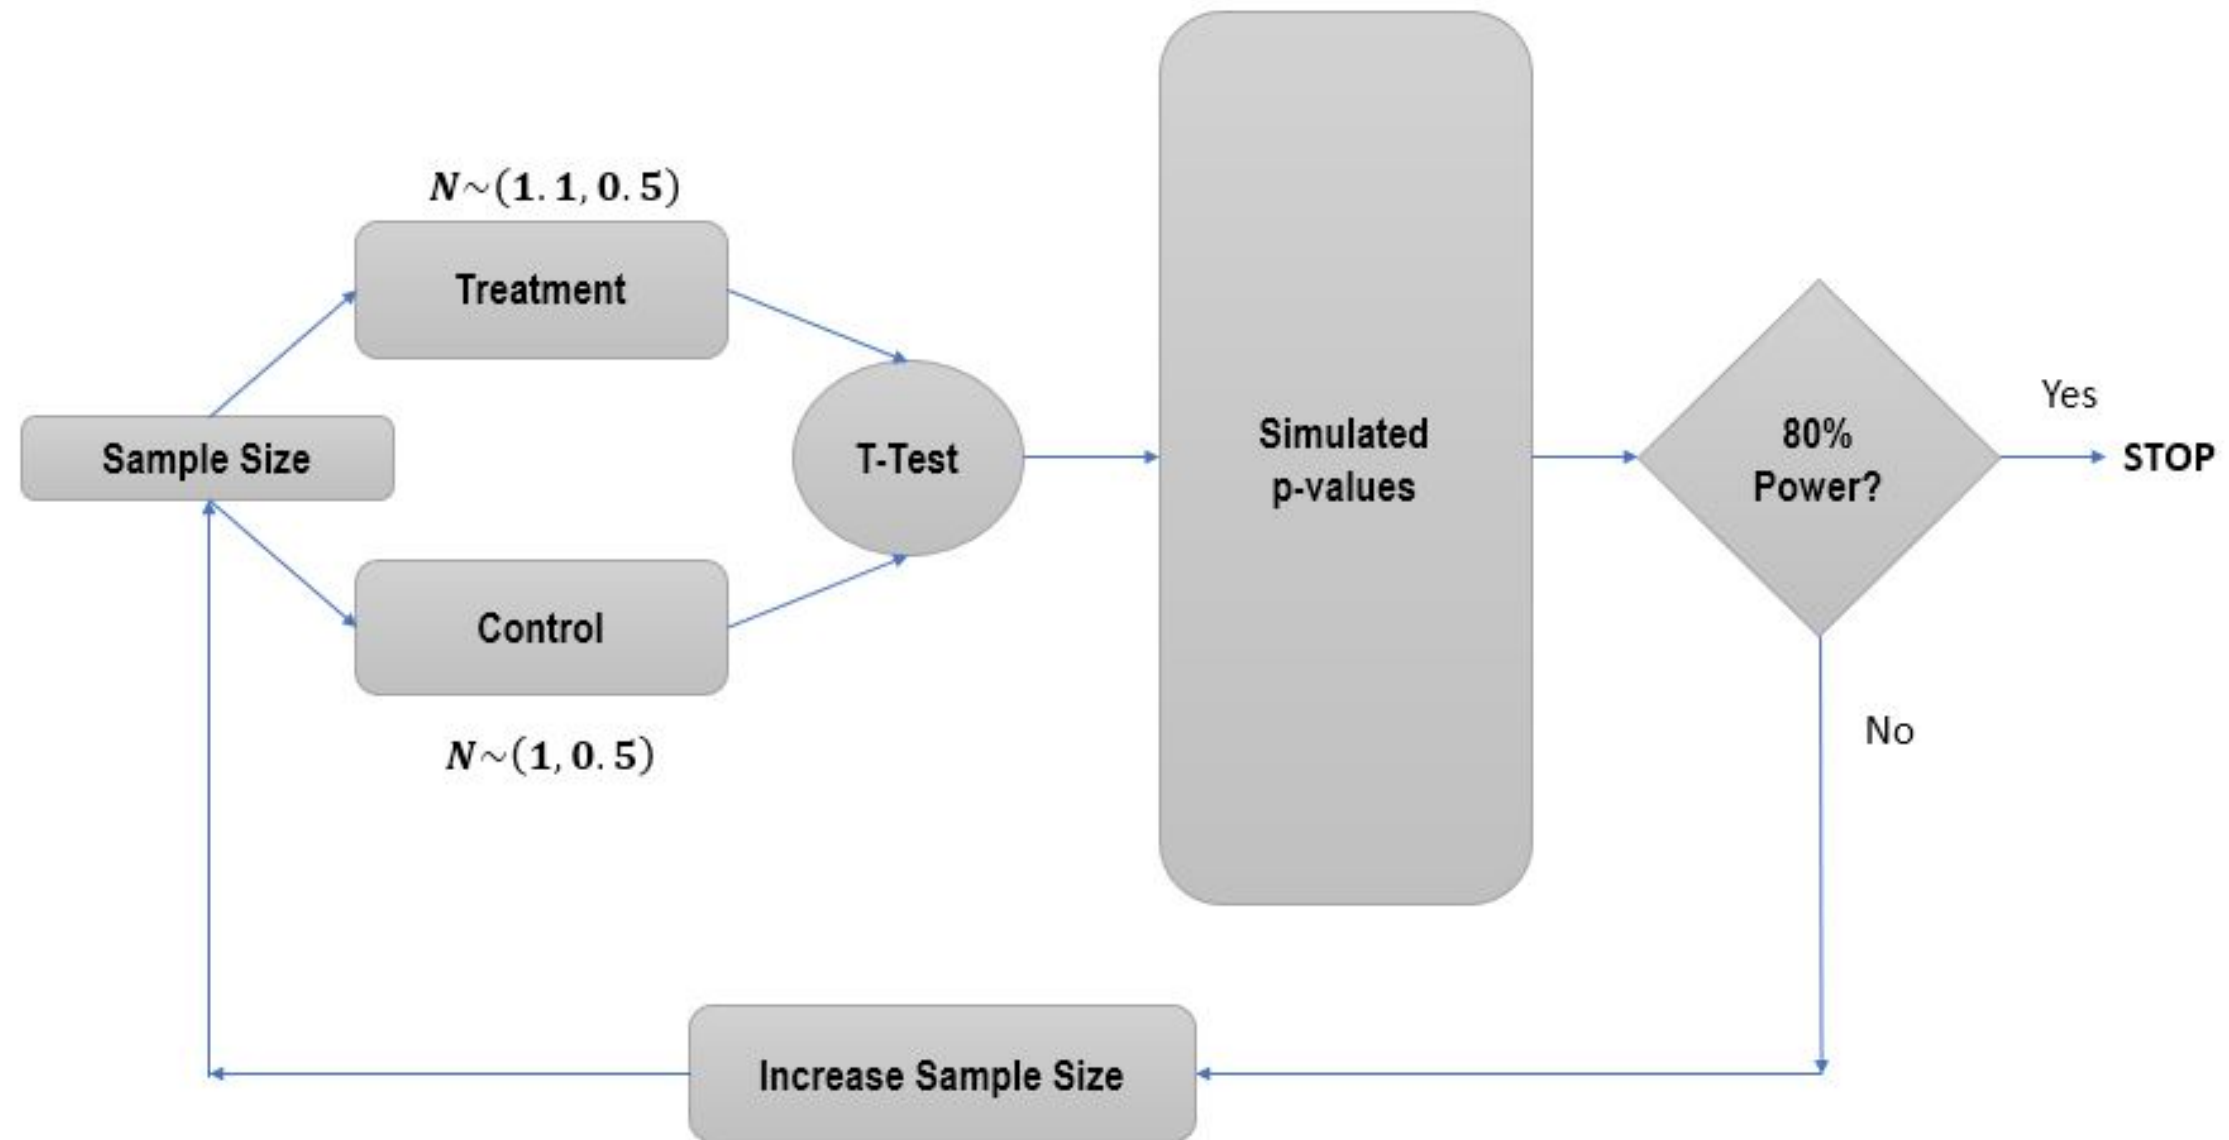 N~(1.1, 0.5)
Treatment
Sample Size
T-Test
Control
N~(1, 0.5)
Simulated
p-values
80%
Power?
Yes
STOP
No
Increase Sample Size